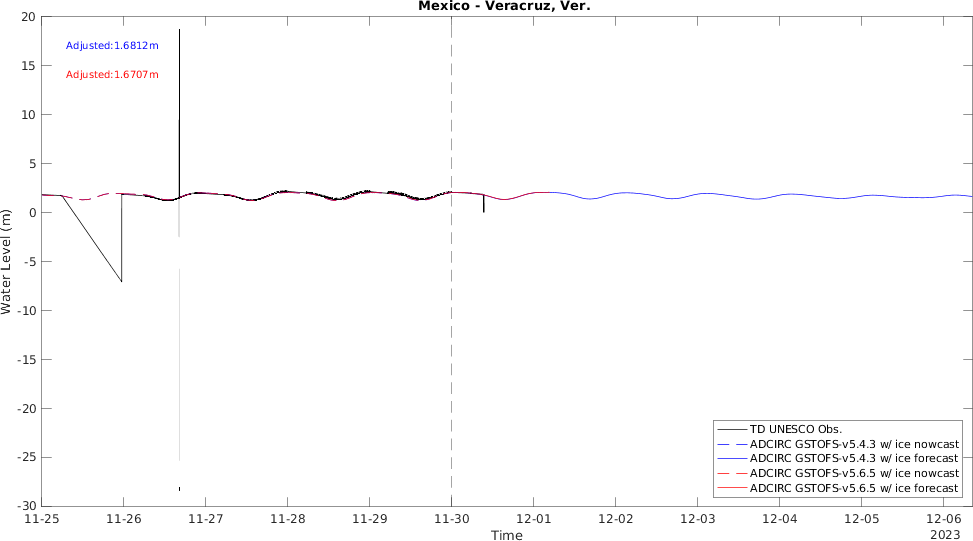 Mexico - Veracruz, Ver.
20
15
10
5
0
-5
-10
-15
-20
-25
-30
Water Level (m)
Adjusted:1.6812m
Adjusted:1.6707m
TD UNESCO Obs.
ADCIRC GSTOFS-v5.4.3 w/ ice nowcast
ADCIRC GSTOFS-v5.4.3 w/ ice forecast
ADCIRC GSTOFS-v5.6.5 w/ ice nowcast
ADCIRC GSTOFS-v5.6.5 w/ ice forecast
11-25 11-26 11-27 11-28 11-29 11-30 12-01 12-02 12-03 12-04 12-05 12-06
Time
2023